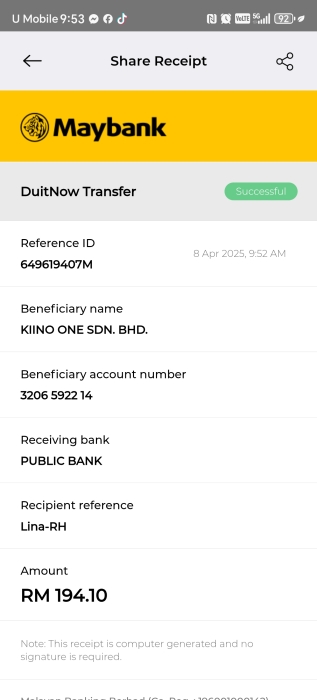 U Mobile 9:53 VoLTE 5G 92
Share Receipt
Maybank
DuitNow Transfer Successful
Reference ID
8 Apr 2025, 9:52 AM
649619407M
Beneficiary name
KIINO ONE SDN. BHD.
Beneficiary account number
3206 5922 14
Receiving bank
PUBLIC BANK
Recipient reference
Lina-RH
Amount
RM 194.10
Note: This receipt is computer generated and no
signature is required.